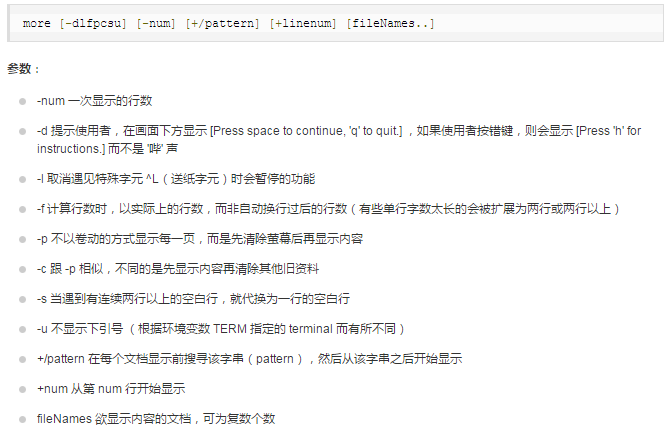 more [-dlfpcsu] [-num] [+/pattern] [+linenum] [fileNames..]
参数：
-num 一次显示的行数
-d 提示使用者，在画面下方显示 [Press space to continue, 'q' to quit.] ，如果使用者按错键，则会显示 [Press 'h' for
instructions.] 而不是 '哔' 声
-l 取消遇见特殊字元 ^L（送纸字元）时会暂停的功能
-f 计算行数时，以实际上的行数，而非自动换行过后的行数（有些单行字数太长的会被扩展为两行或两行以上）
-p 不以卷动的方式显示每一页，而是先清除萤幕后再显示内容
-c 跟 -p 相似，不同的是先显示内容再清除其他旧资料
-s 当遇到有连续两行以上的空白行，就代换为一行的空白行
-u 不显示下引号 （根据环境变数 TERM 指定的 terminal 而有所不同）
+/pattern 在每个文档显示前搜寻该字串（pattern），然后从该字串之后开始显示
+num 从第 num 行开始显示
fileNames 欲显示内容的文档，可为复数个数